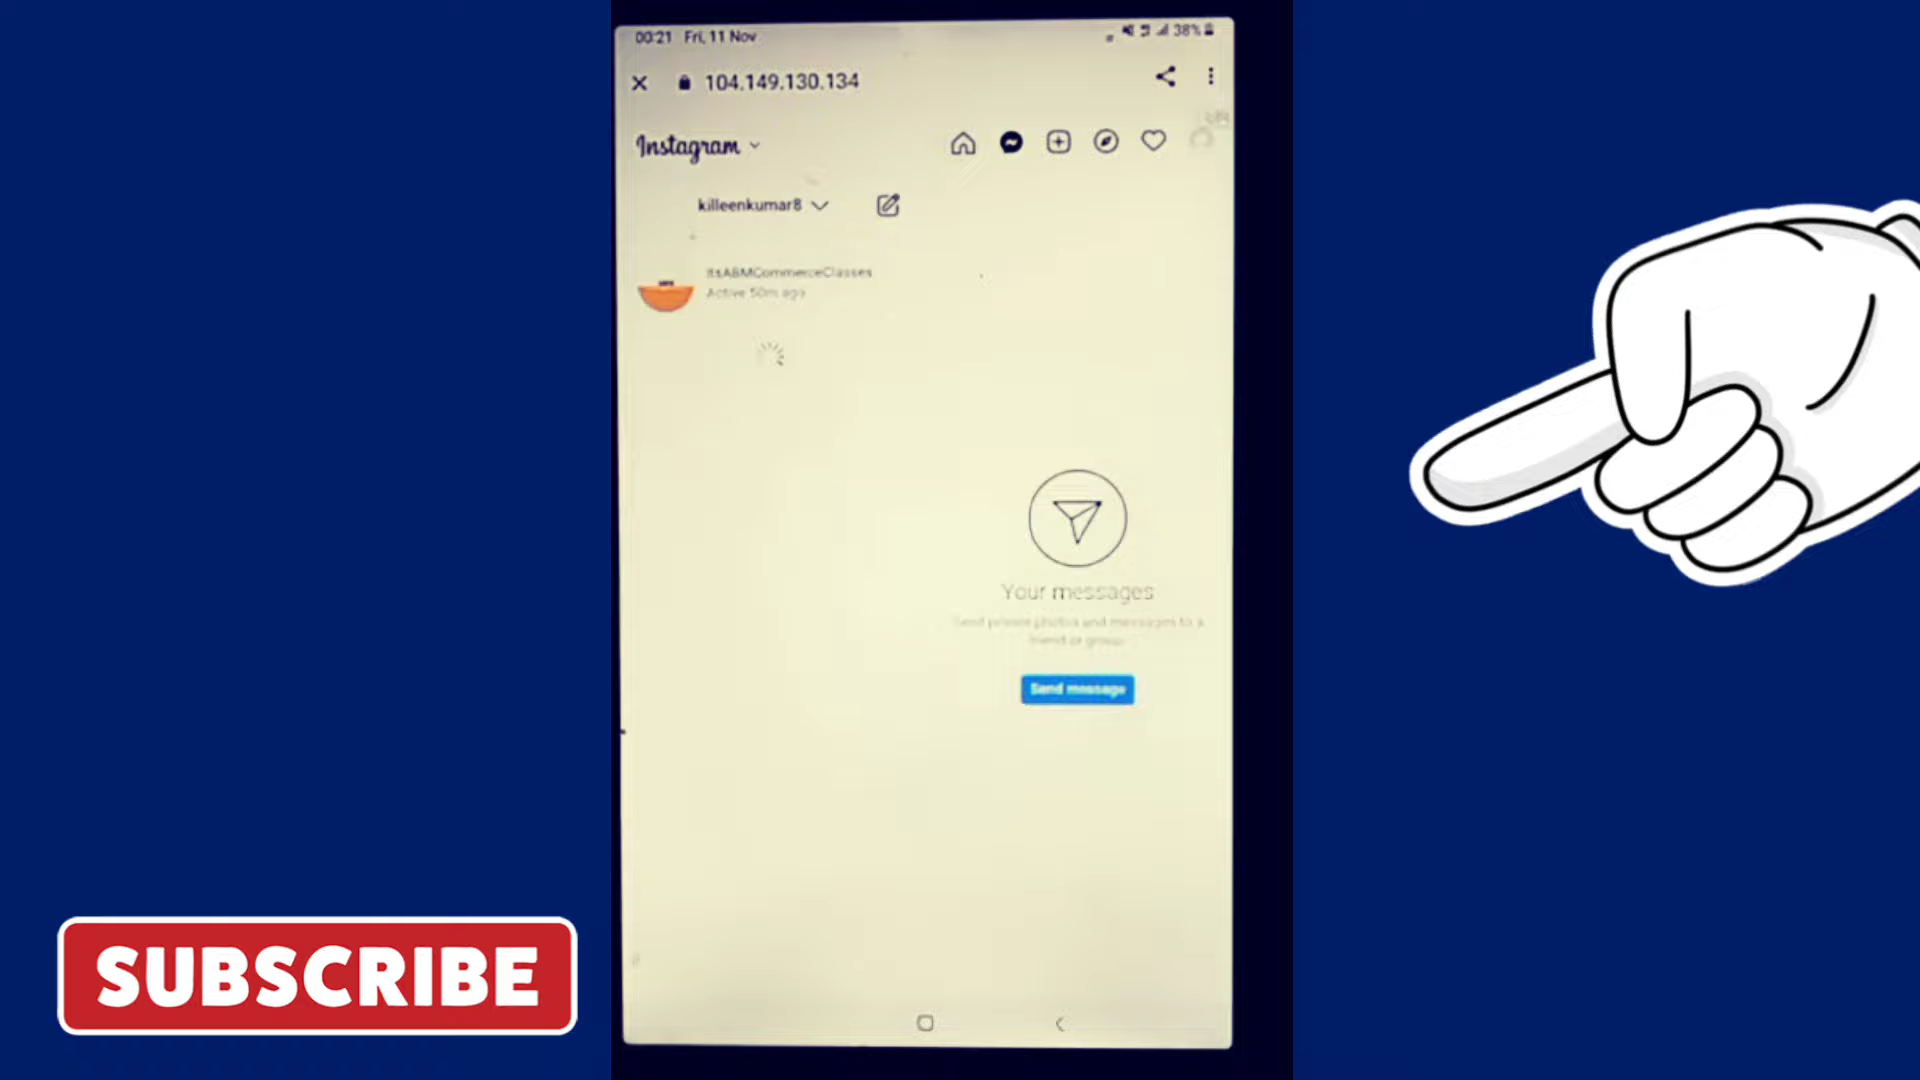 00:21 Fri, 11 Nov
38%
104.149.130.134
Instagram
killeenkumar8
ItsABMCommerceClasses
Active 50m ago
Your messages
Send private photos and messages to a
friend or group
Send message
SUBSCRIBE